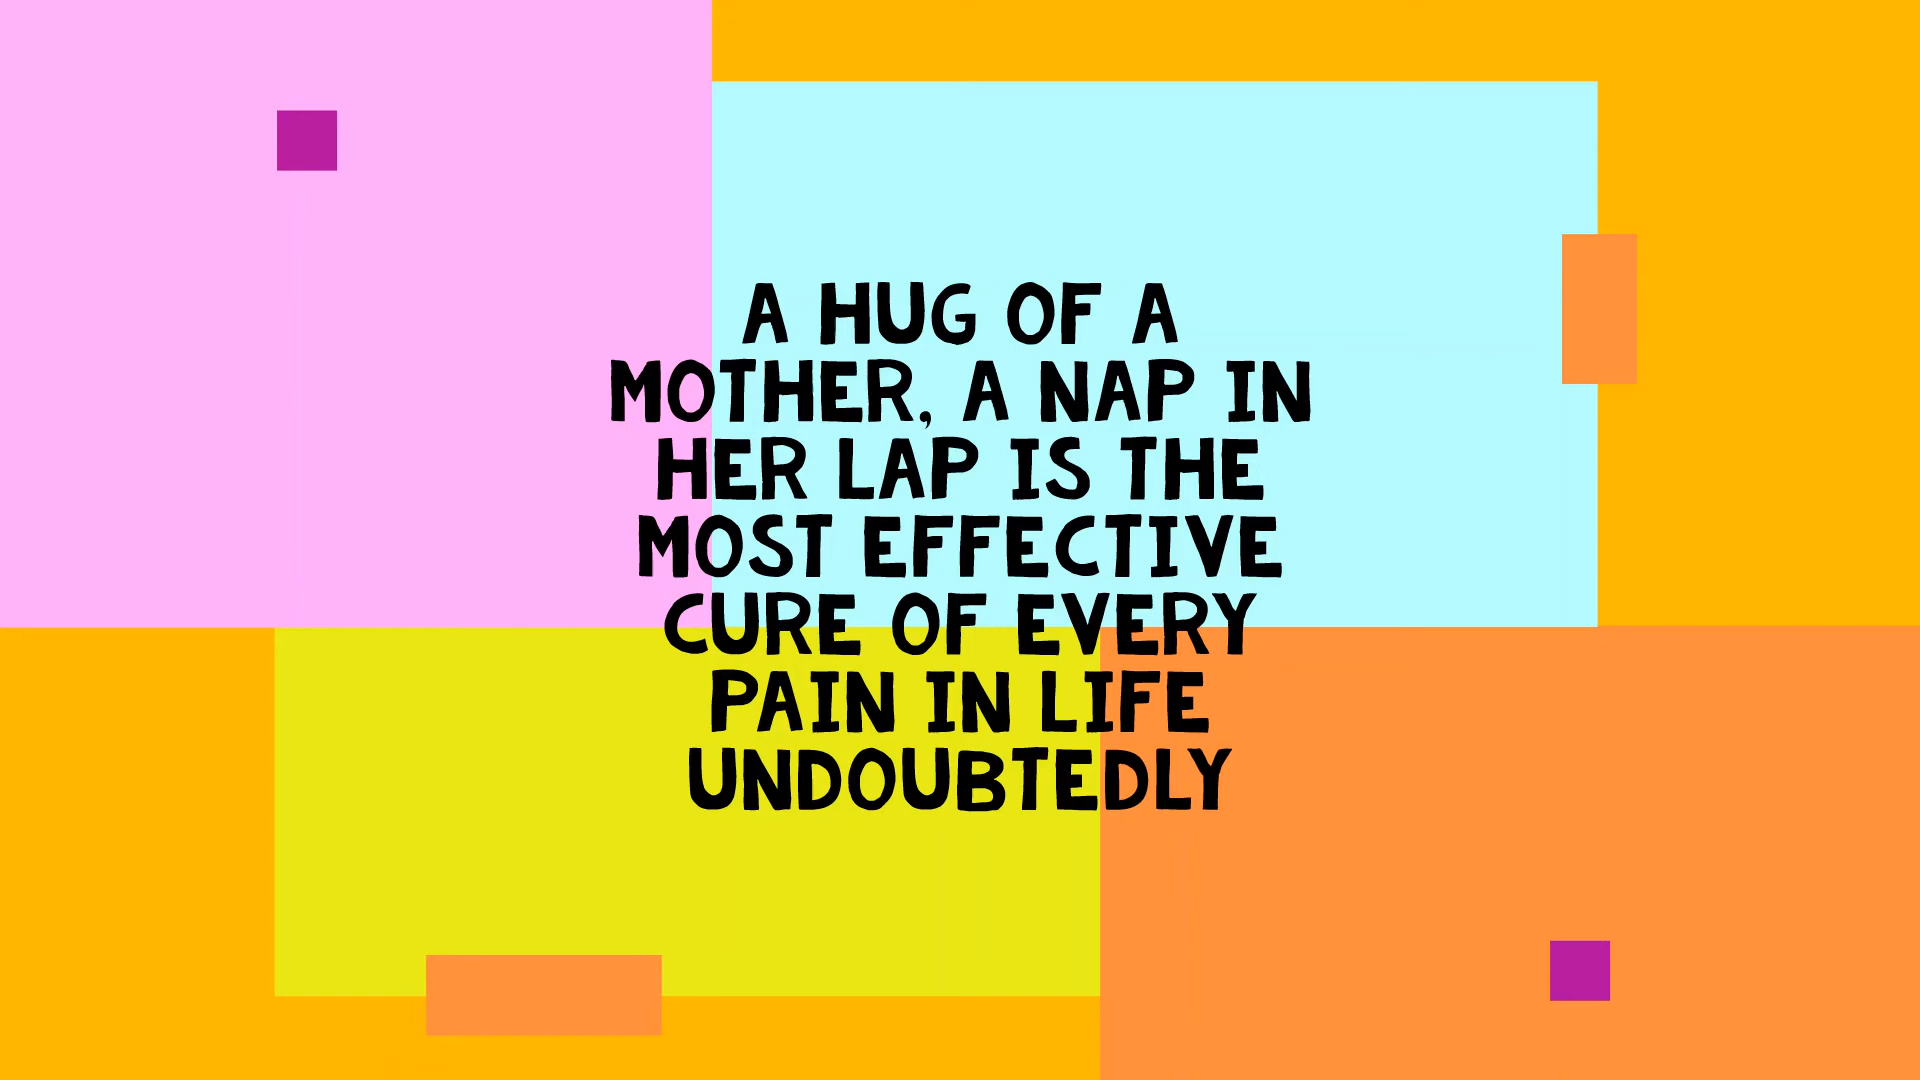 A HUG OF A
MOTHER, A NAP IN
HER LAP IS THE
MOST EFFECTIVE
CURE OF EVERY
PAIN IN LIFE
UNDOUBTEDLY